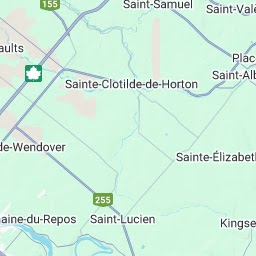 155
Saint-Samuel
Saint-Vale
aults
Place
Saint-Alb
Sainte-Clotilde-de-Horton
de-Wendover
Sainte-Élizabeth
255
aine-du-Repos
Saint-Lucien
Kingse